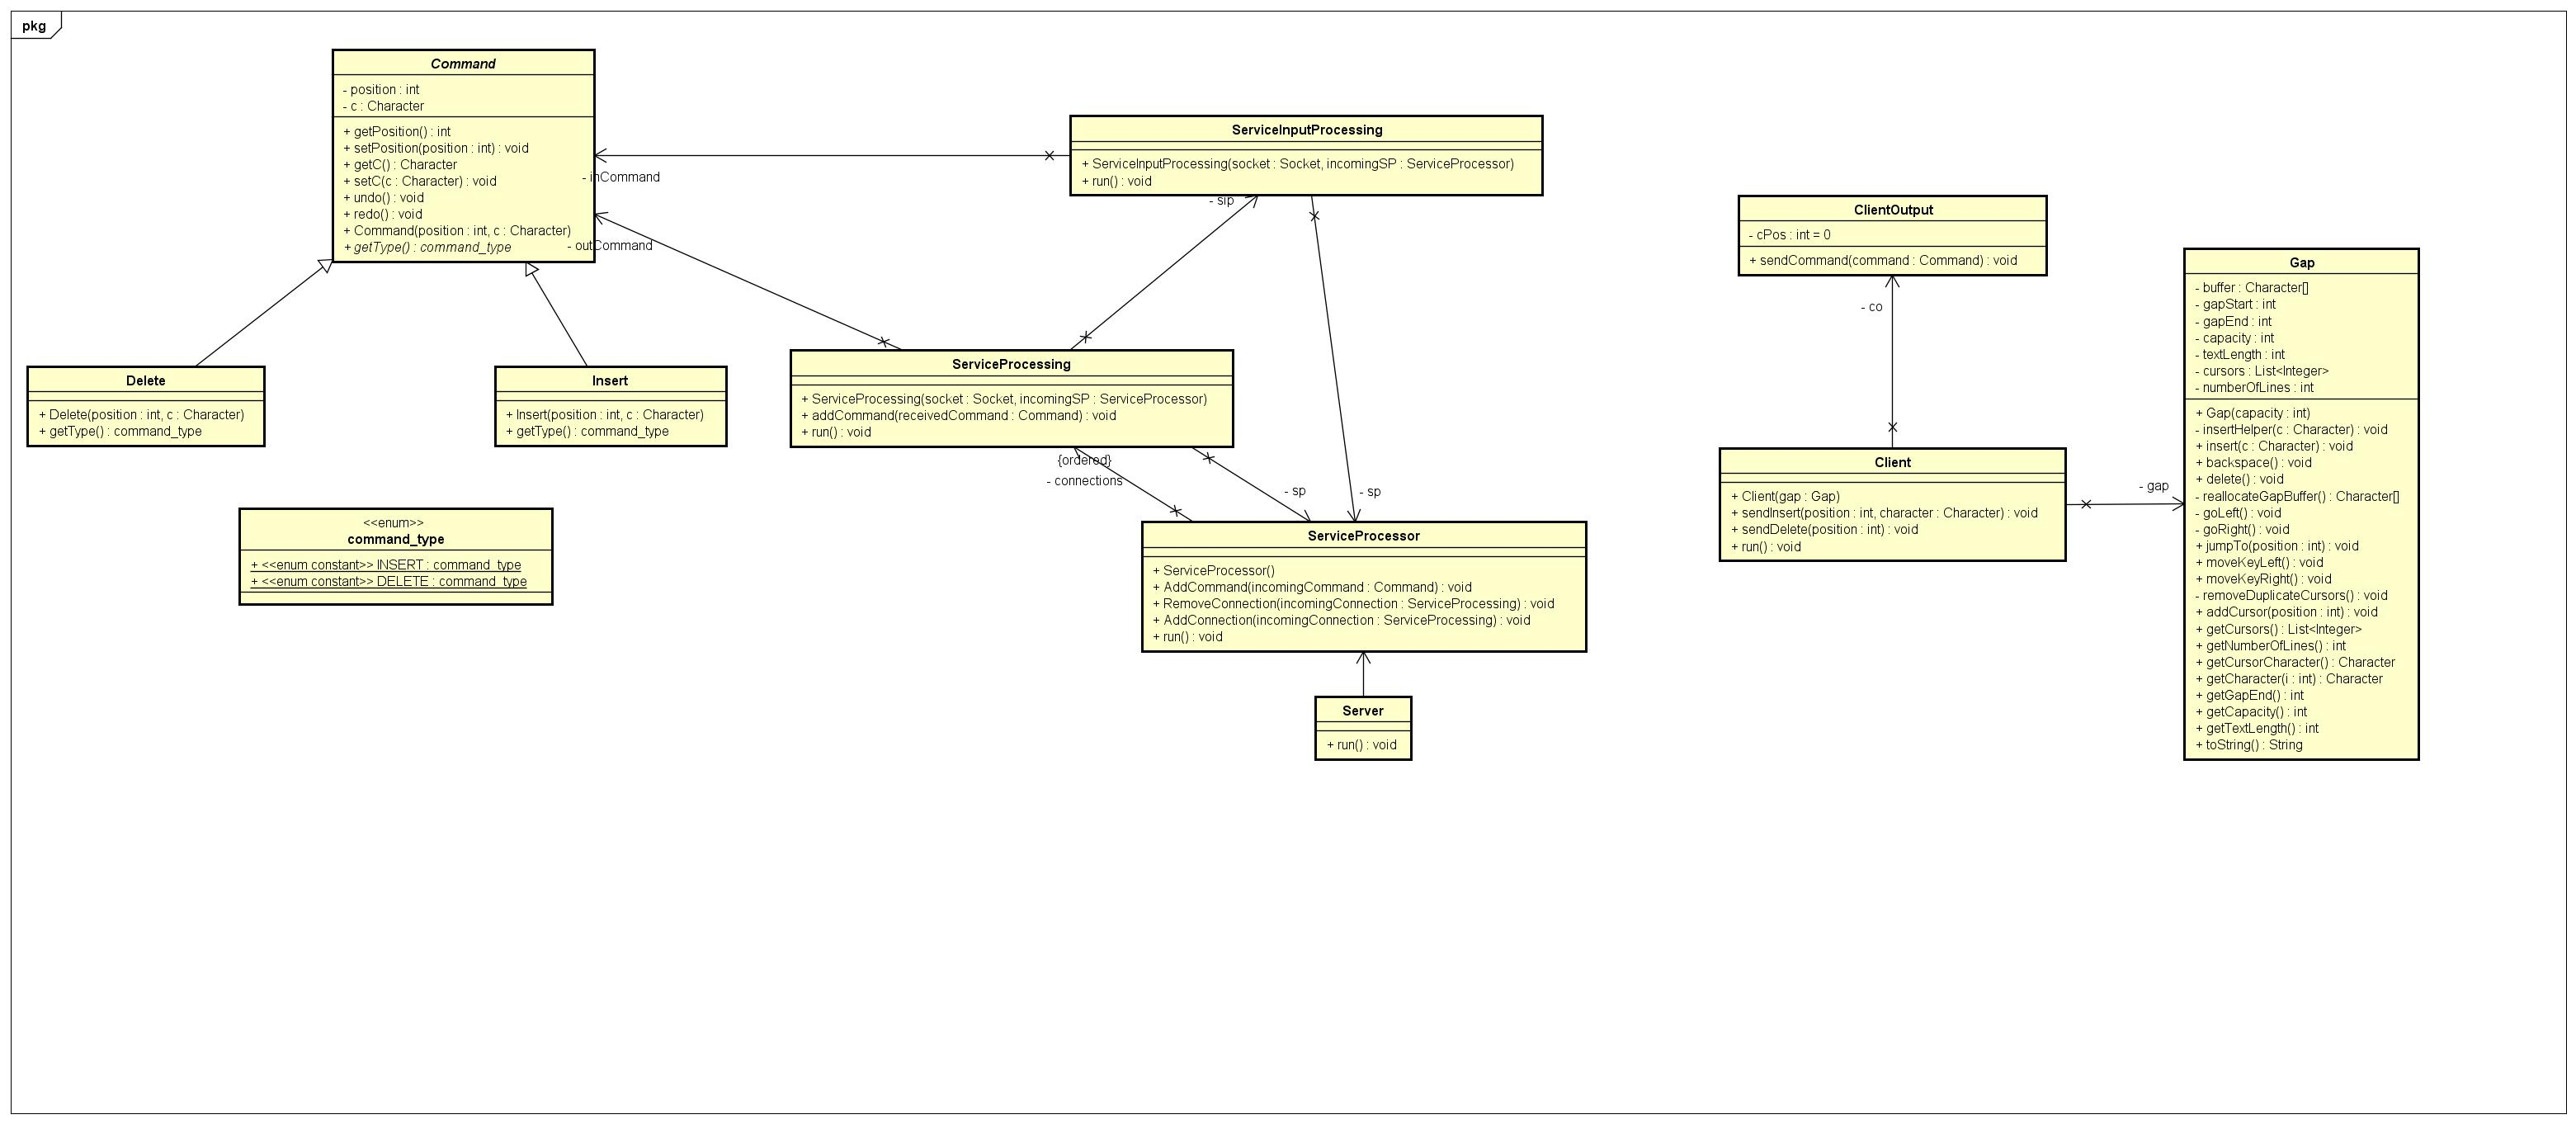 pkg
Command
- position : int
- c : Character
+ getPosition() : int
+ setPosition(position : int) : void
+ getC() : Character
+ setC(c : Character) : void
+ undo() : void
+ redo() : void
+ Command(position : int, c : Character)
+ getType() : command_type
- inCommand
- outCommand
ServiceInputProcessing
+ ServiceInputProcessing(socket : Socket, incomingSP : ServiceProcessor)
+ run() : void
- sip
Delete
+ Delete(position : int, c : Character)
+ getType() : command_type
Insert
+ Insert(position : int, c : Character)
+ getType() : command_type
<<enum>>
command_type
+ <<enum constant>> INSERT : command_type
+ <<enum constant>> DELETE : command_type
ServiceProcessing
+ ServiceProcessing(socket : Socket, incomingSP : ServiceProcessor)
+ addCommand(receivedCommand : Command) : void
+ run() : void
{ordered}
- connections
- sp
- sp
ServiceProcessor
+ ServiceProcessor()
+ AddCommand(incomingCommand : Command) : void
+ RemoveConnection(incomingConnection : ServiceProcessing) : void
+ AddConnection(incomingConnection : ServiceProcessing) : void
+ run() : void
Server
+ run() : void
ClientOutput
- cPos : int = 0
+ sendCommand(command : Command) : void
- co
Client
+ Client(gap : Gap)
+ sendInsert(position : int, character : Character) : void
+ sendDelete(position : int) : void
+ run() : void
- gap
Gap
- buffer : Character[]
- gapStart : int
- gapEnd : int
- capacity : int
- textLength : int
- cursors : List<Integer>
- numberOfLines : int
+ Gap(capacity : int)
- insertHelper(c : Character) : void
+ insert(c : Character) : void
+ backspace() : void
+ delete() : void
- reallocateGapBuffer() : Character[]
- goLeft() : void
- goRight() : void
+ jumpTo(position : int) : void
+ moveKeyLeft() : void
+ moveKeyRight() : void
- removeDuplicateCursors() : void
+ addCursor(position : int) : void
+ getCursors() : List<Integer>
+ getNumberOfLines() : int
+ getCursorCharacter() : Character
+ getCharacter(i : int) : Character
+ getGapEnd() : int
+ getCapacity() : int
+ getTextLength() : int
+ toString() : String